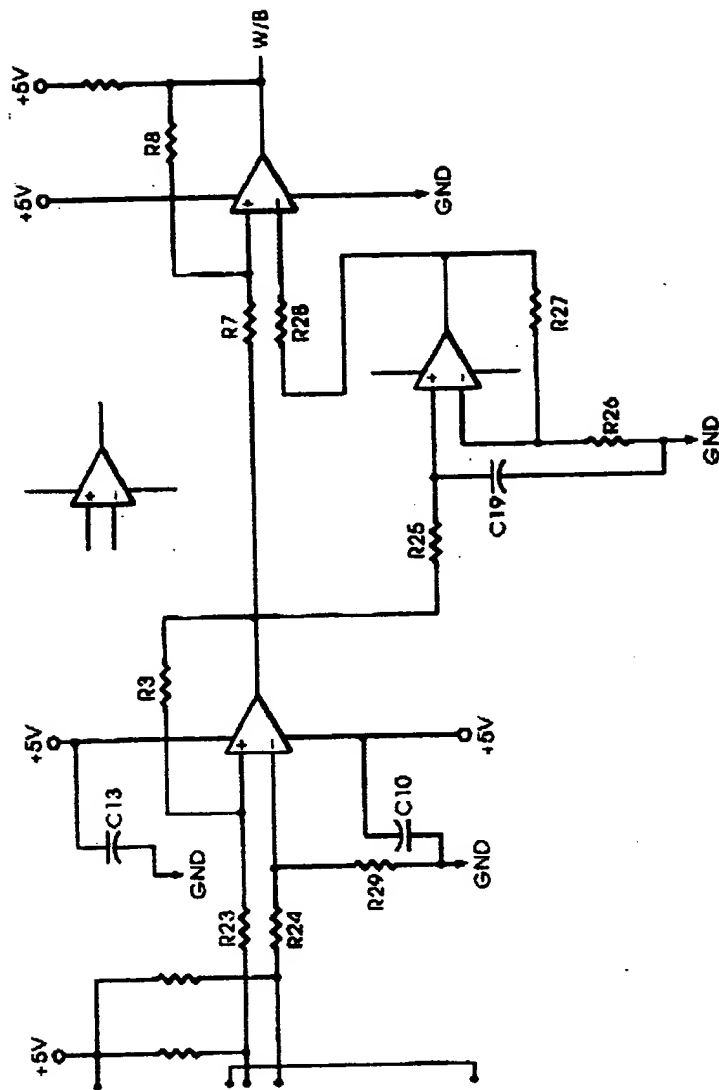 +5V
+5V
+5V
+5V
C13
R3
R8
GND
R23
R7
W/B
+
−
+
−
+
−
R24
R28
R29
C10
R25
+
−
GND
GND
+5V
C19
R27
R26
GND